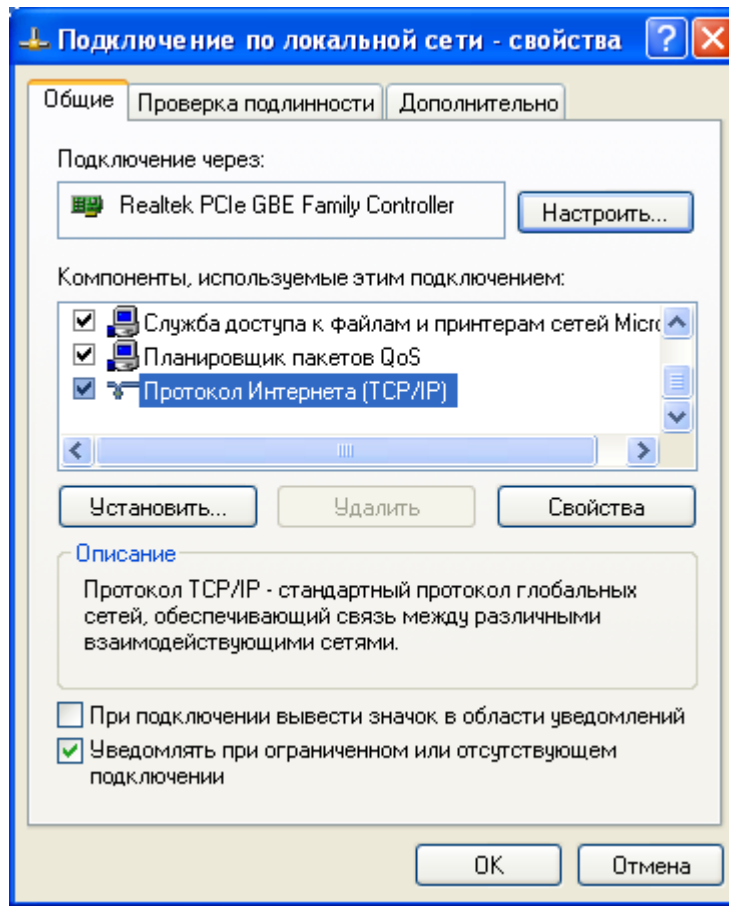 Подключение по локальной сети - свойства
Общие
Проверка подлинности
Дополнительно
Подключение через:
Realtek PCIe GBE Family Controller
Настроить...
Компоненты, используемые этим подключением:
Служба доступа к файлам и принтерам сетей Micro
Планировщик пакетов QoS
Протокол Интернета (TCP/IP)
Установить...
Удалить
Свойства
Описание
Протокол TCP/IP - стандартный протокол глобальных
сетей, обеспечивающий связь между различными
взаимодействующими сетями.
При подключении вывести значок в области уведомлений
Уведомлять при ограниченном или отсутствующем
подключении
OK
Отмена